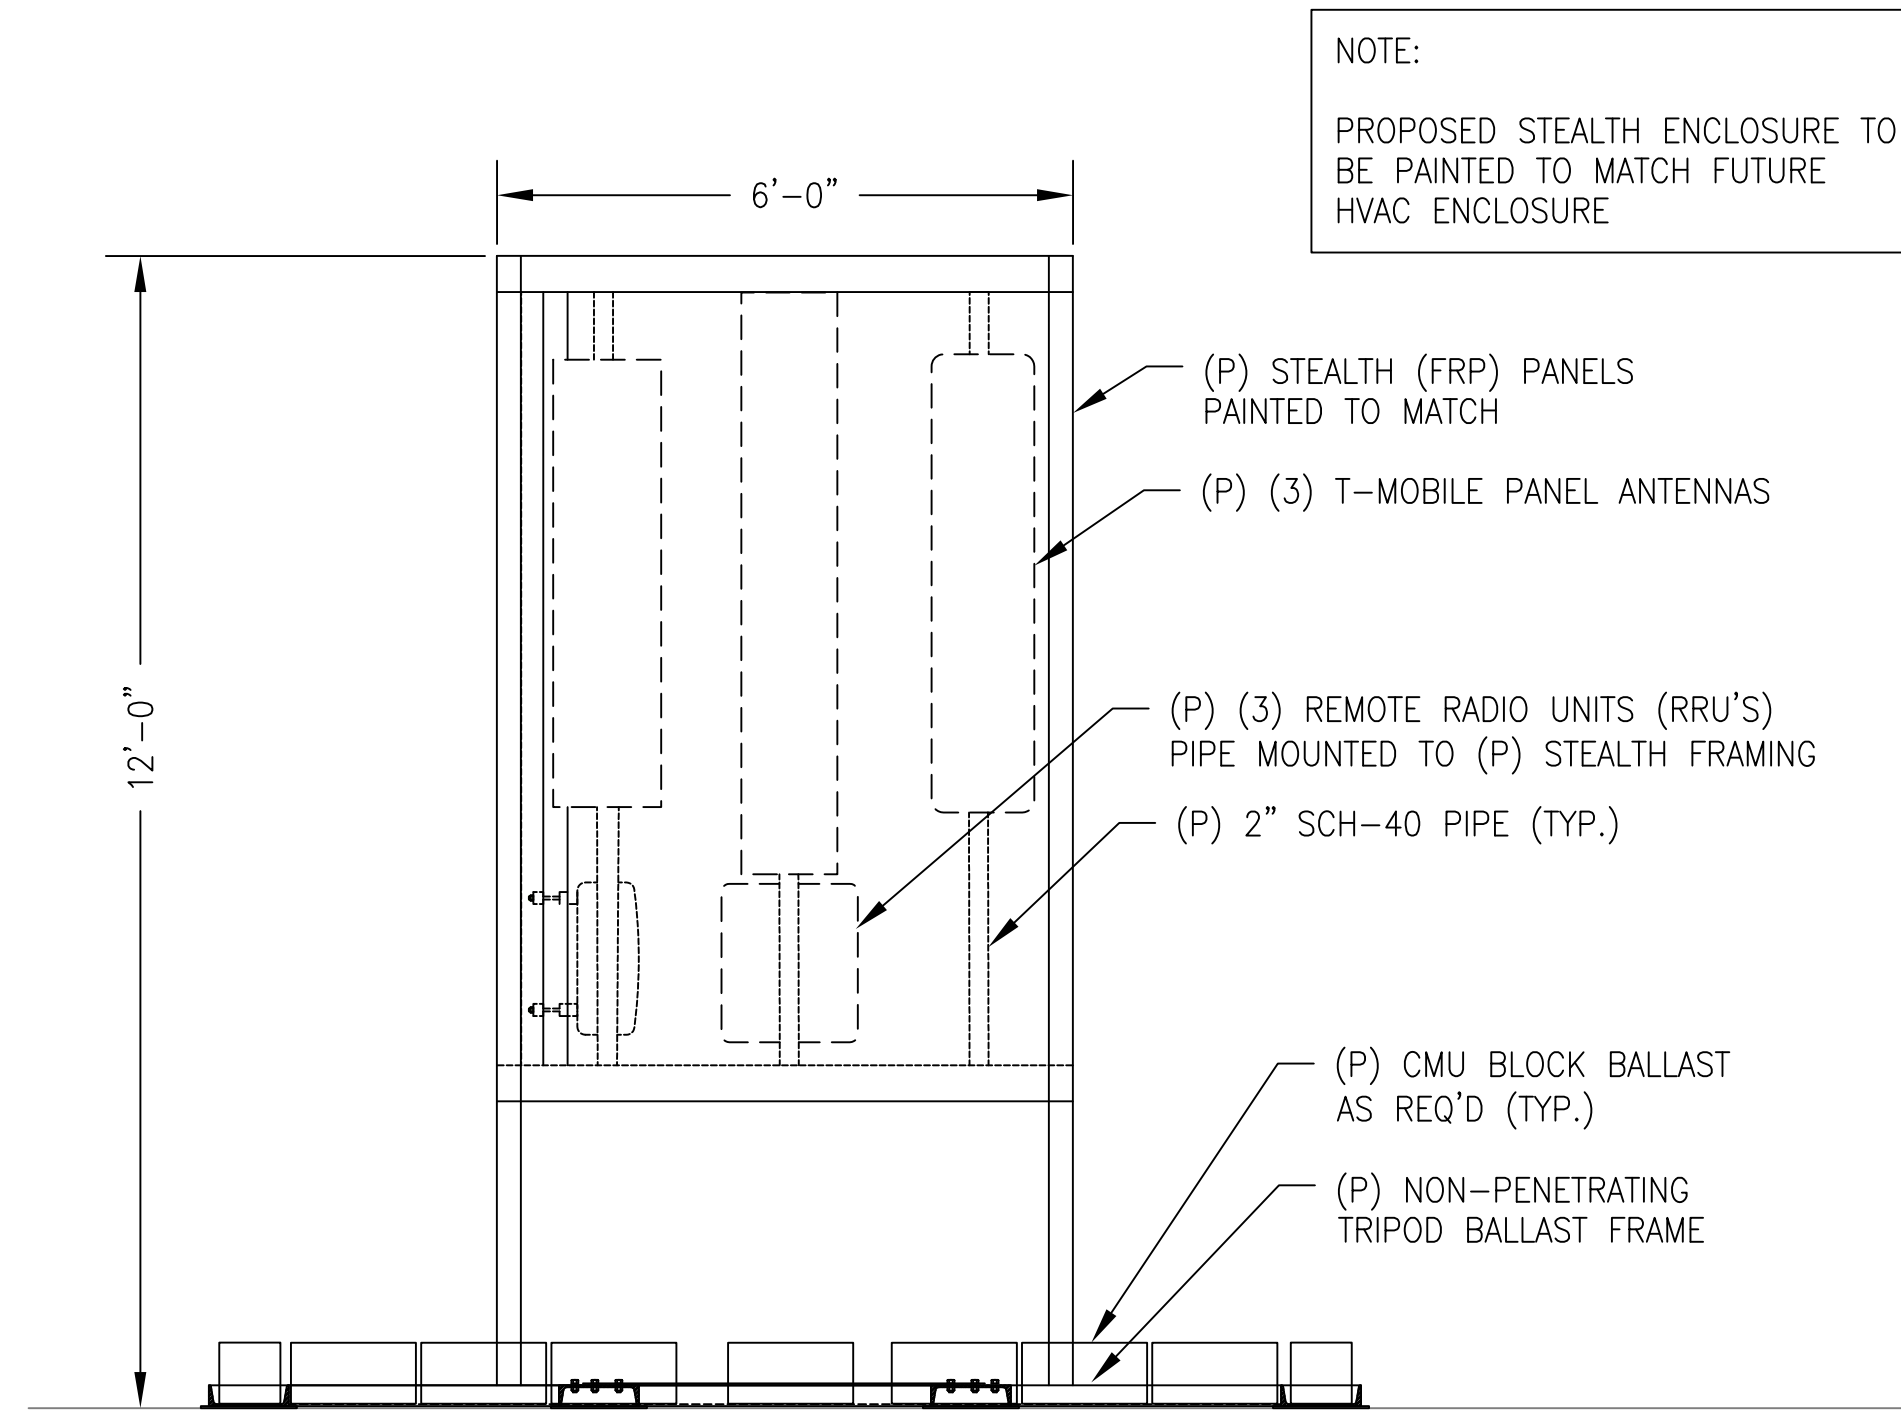 NOTE:
PROPOSED STEALTH ENCLOSURE TO
BE PAINTED TO MATCH FUTURE
HVAC ENCLOSURE
6'-0"
12'-0"
(P) STEALTH (FRP) PANELS
PAINTED TO MATCH
(P) (3) T-MOBILE PANEL ANTENNAS
(P) (3) REMOTE RADIO UNITS (RRU'S)
PIPE MOUNTED TO (P) STEALTH FRAMING
(P) 2" SCH-40 PIPE (TYP.)
(P) CMU BLOCK BALLAST
AS REQ'D (TYP.)
(P) NON-PENETRATING
TRIPOD BALLAST FRAME